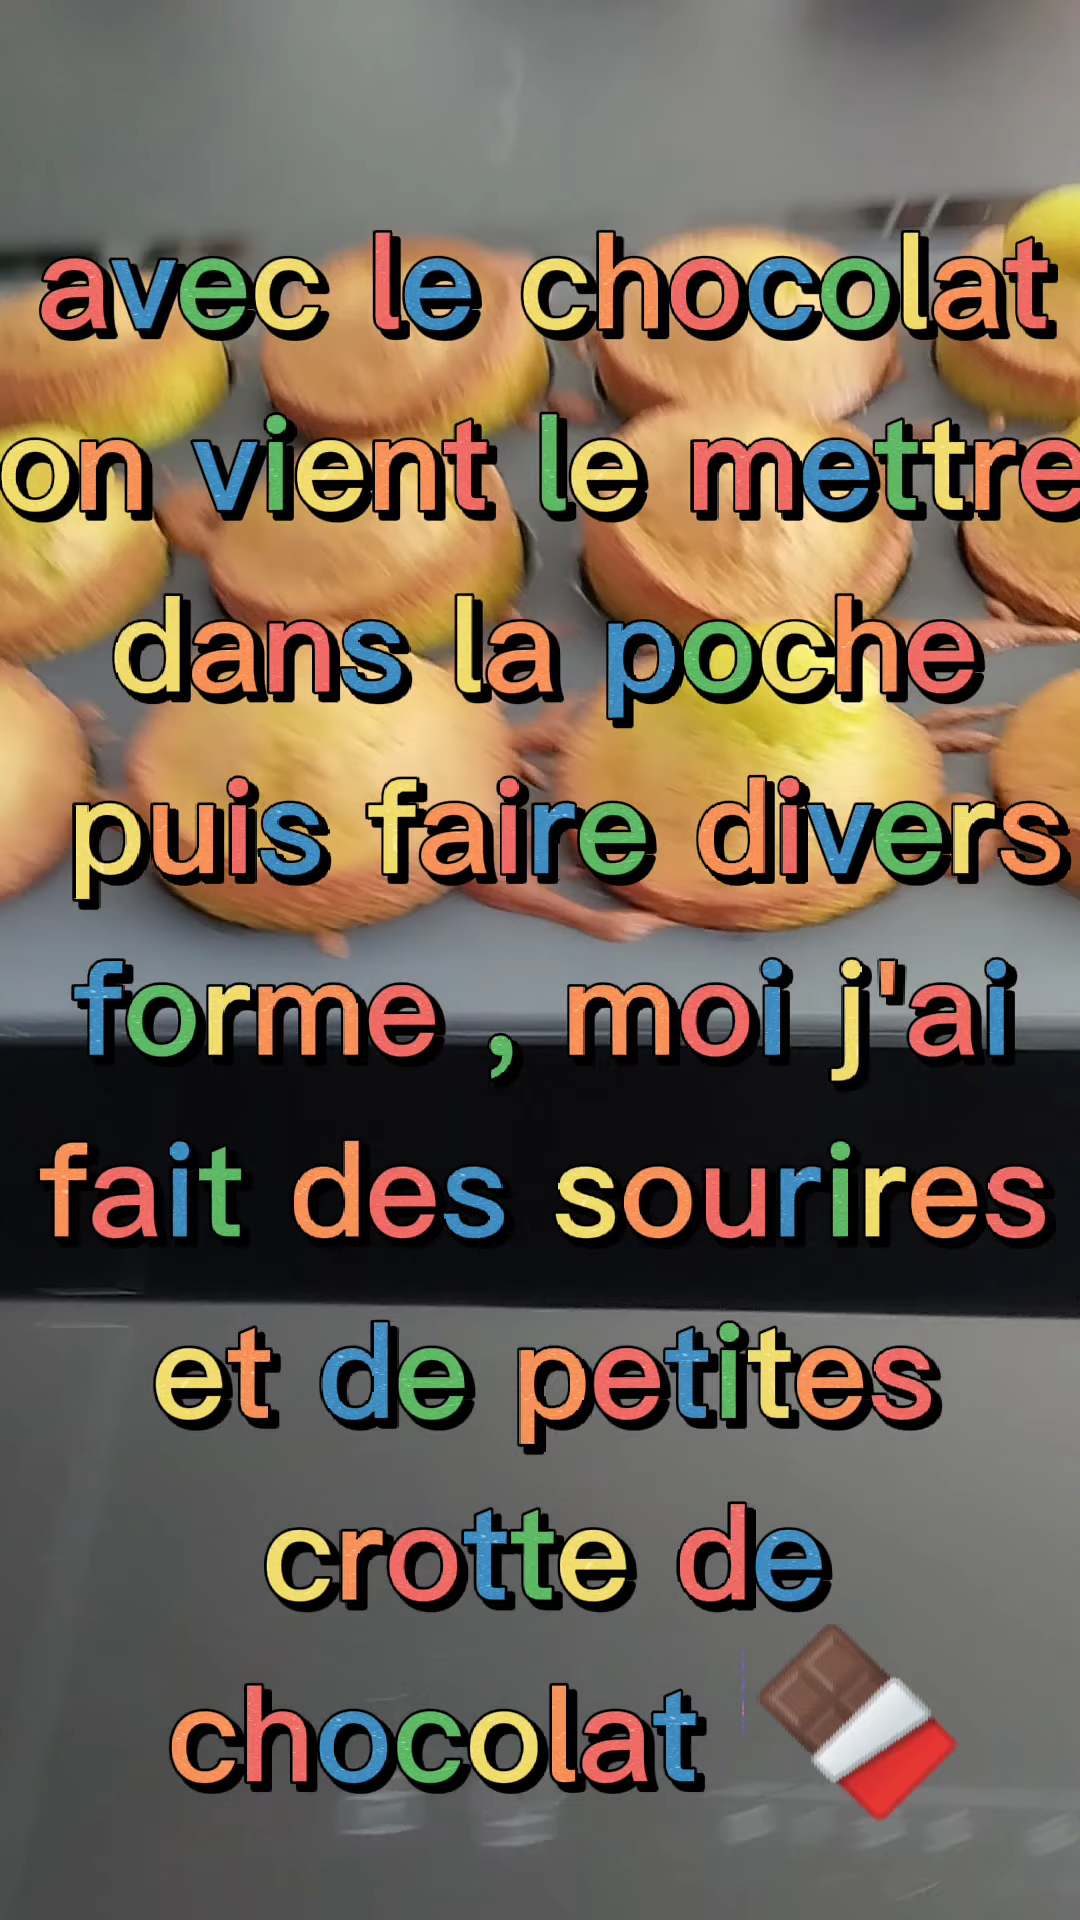 avec le chocolat
on vient le mettre
dans la poche
puis faire divers
forme , moi j'ai
fait des sourires
et de petites
crotte de
chocolat 🍫